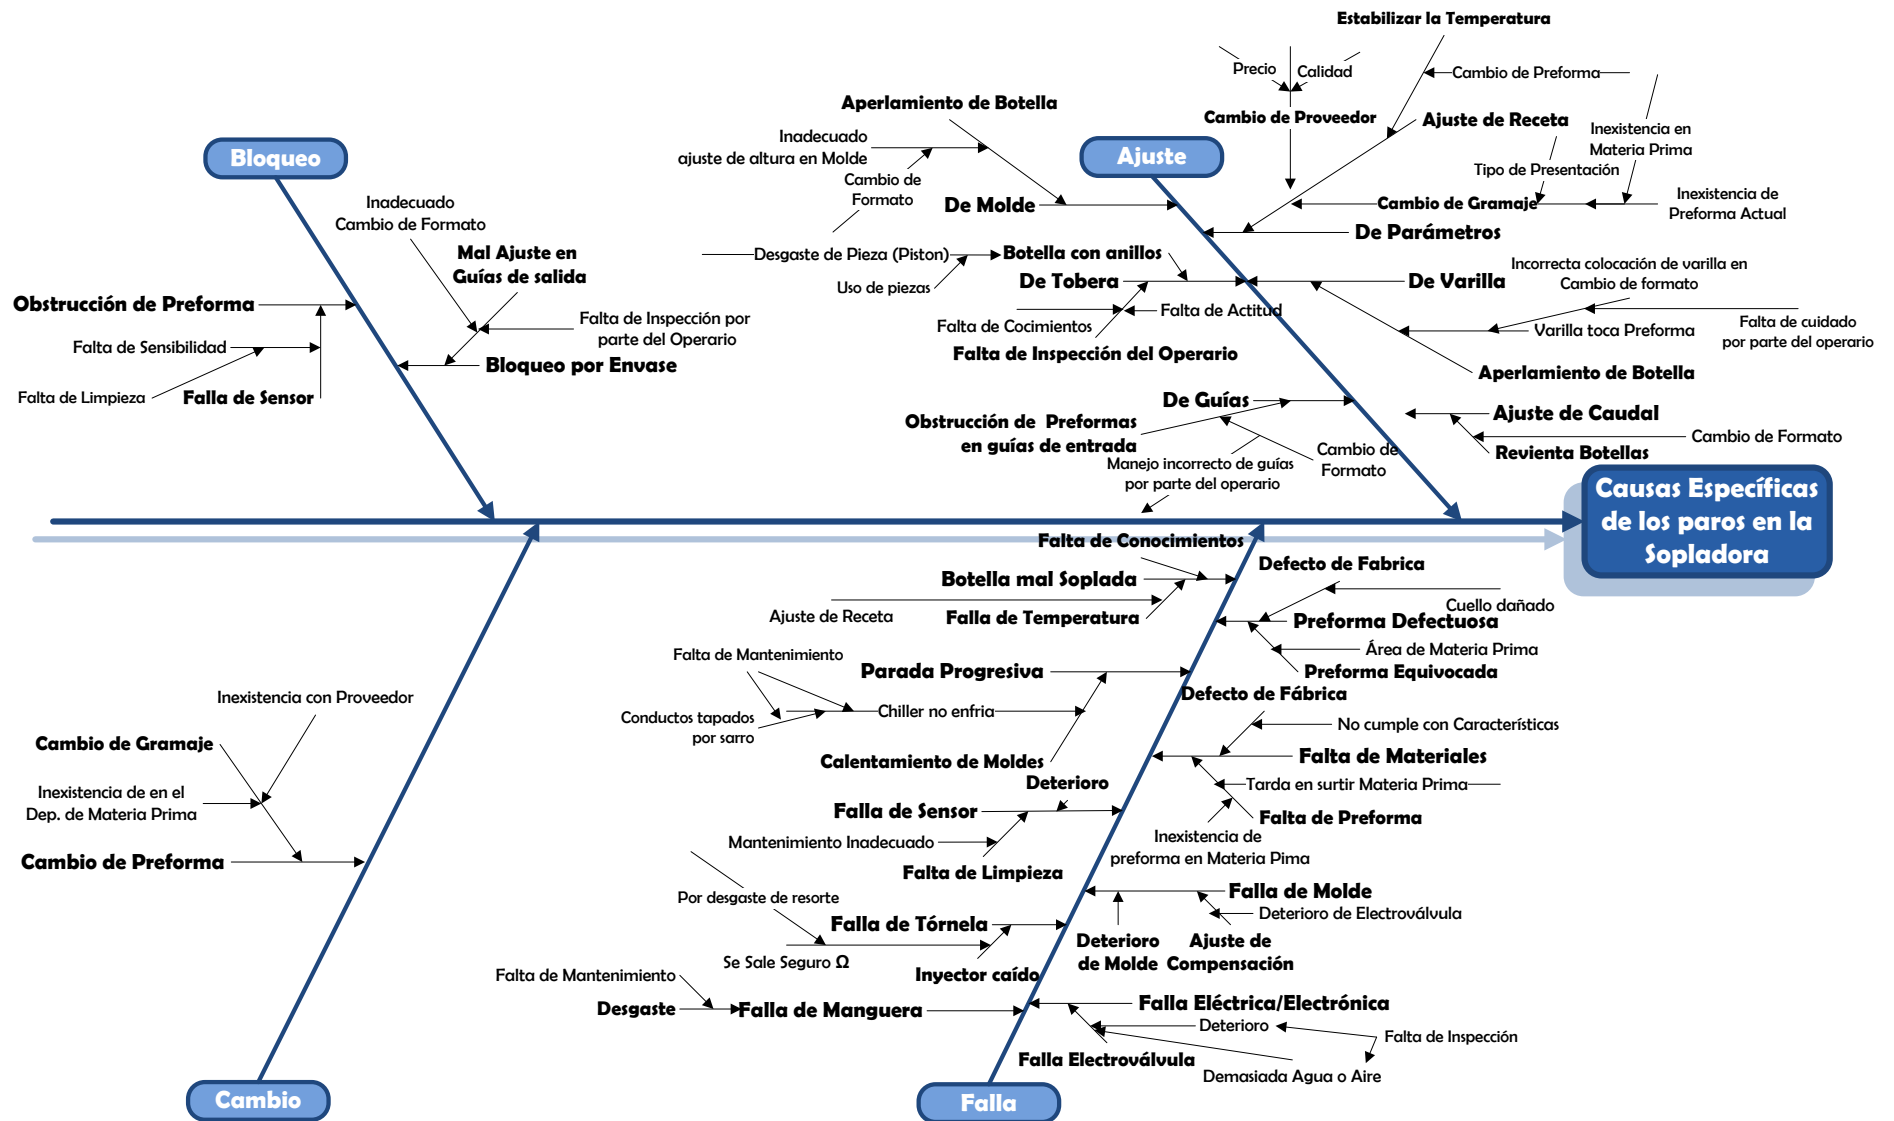 Estabilizar la Temperatura
Precio
Calidad
Cambio de Preforma
Aperlamiento de Botella
Cambio de Proveedor
Ajuste de Receta
Inexistencia en
Materia Prima
Bloqueo
Inadecuado
ajuste de altura en Molde
Ajuste
Tipo de Presentación
Cambio de
Formato
Inadecuado
Cambio de Formato
De Molde
Cambio de Gramaje
Inexistencia de
Preforma Actual
De Parámetros
Mal Ajuste en
Guías de salida
Desgaste de Pieza (Piston)
Botella con anillos
Uso de piezas
De Tobera
De Varilla
Incorrecta colocación de varilla en
Cambio de formato
Obstrucción de Preforma
Falta de Inspección por
parte del Operario
Falta de Cocimientos
Falta de Actitud
Varilla toca Preforma
Falta de cuidado
por parte del operario
Falta de Sensibilidad
Falta de Inspección del Operario
Bloqueo por Envase
Aperlamiento de Botella
Falta de Limpieza
Falla de Sensor
De Guías
Ajuste de Caudal
Obstrucción de Preformas
en guías de entrada
Cambio de Formato
Cambio de
Formato
Revienta Botellas
Manejo incorrecto de guías
por parte del operario
Causas Específicas
de los paros en la
Sopladora
Falta de Conocimientos
Defecto de Fabrica
Botella mal Soplada
Cuello dañado
Ajuste de Receta
Falla de Temperatura
Preforma Defectuosa
Área de Materia Prima
Falta de Mantenimiento
Parada Progresiva
Preforma Equivocada
Defecto de Fábrica
Inexistencia con Proveedor
Conductos tapados
por sarro
Chiller no enfria
No cumple con Características
Cambio de Gramaje
Calentamiento de Moldes
Falta de Materiales
Deterioro
Tarda en surtir Materia Prima
Inexistencia de en el
Dep. de Materia Prima
Falla de Sensor
Falta de Preforma
Mantenimiento Inadecuado
Inexistencia de
preforma en Materia Pima
Cambio de Preforma
Falta de Limpieza
Falla de Molde
Por desgaste de resorte
Deterioro de Electroválvula
Falla de Tórnela
Deterioro
de Molde
Ajuste de
Compensación
Se Sale Seguro Ω
Inyector caído
Falta de Mantenimiento
Desgaste
Falla de Manguera
Falla Eléctrica/Electrónica
Deterioro
Falta de Inspección
Falla Electroválvula
Demasiada Agua o Aire
Cambio
Falla